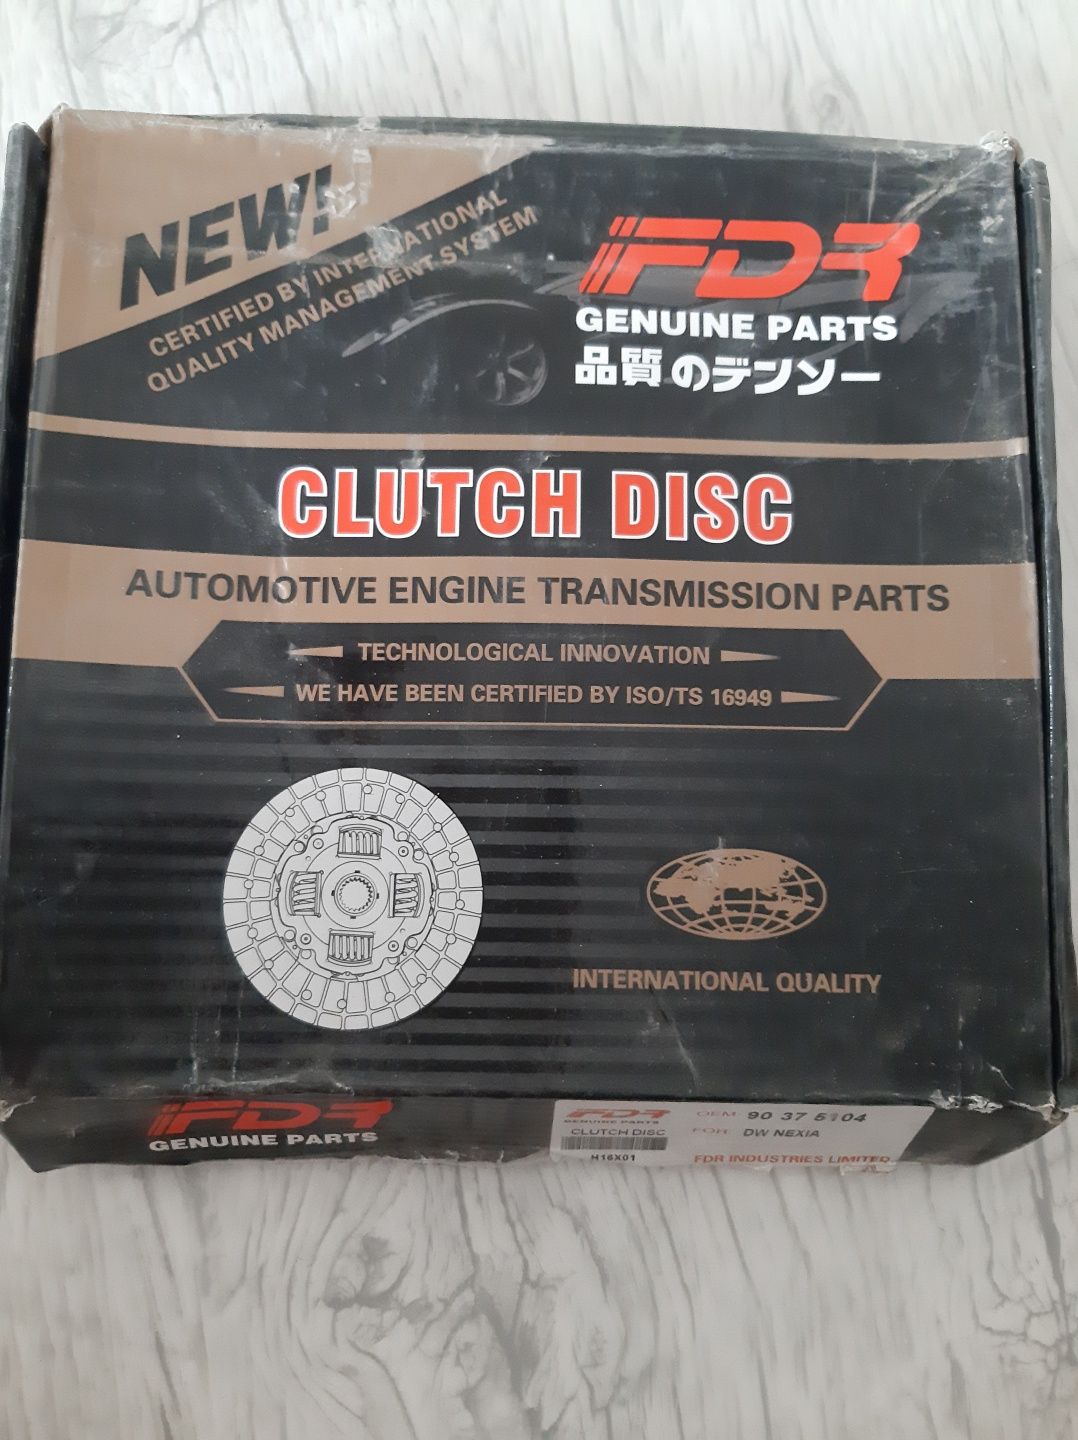 NEW!
CERTIFIED BY INTERNATIONAL
QUALITY MANAGEMENT SYSTEM
FDR
GENUINE PARTS
品質のデンソー
CLUTCH DISC
AUTOMOTIVE ENGINE TRANSMISSION PARTS
TECHNOLOGICAL INNOVATION
WE HAVE BEEN CERTIFIED BY ISO/TS 16949
INTERNATIONAL QUALITY
FDR
GENUINE PARTS
FDR
GENUINE PARTS
CLUTCH DISC
H16X01
OEM: 90 37 5104
FOR: DW NEXIA
FDR INDUSTRIES LIMITED